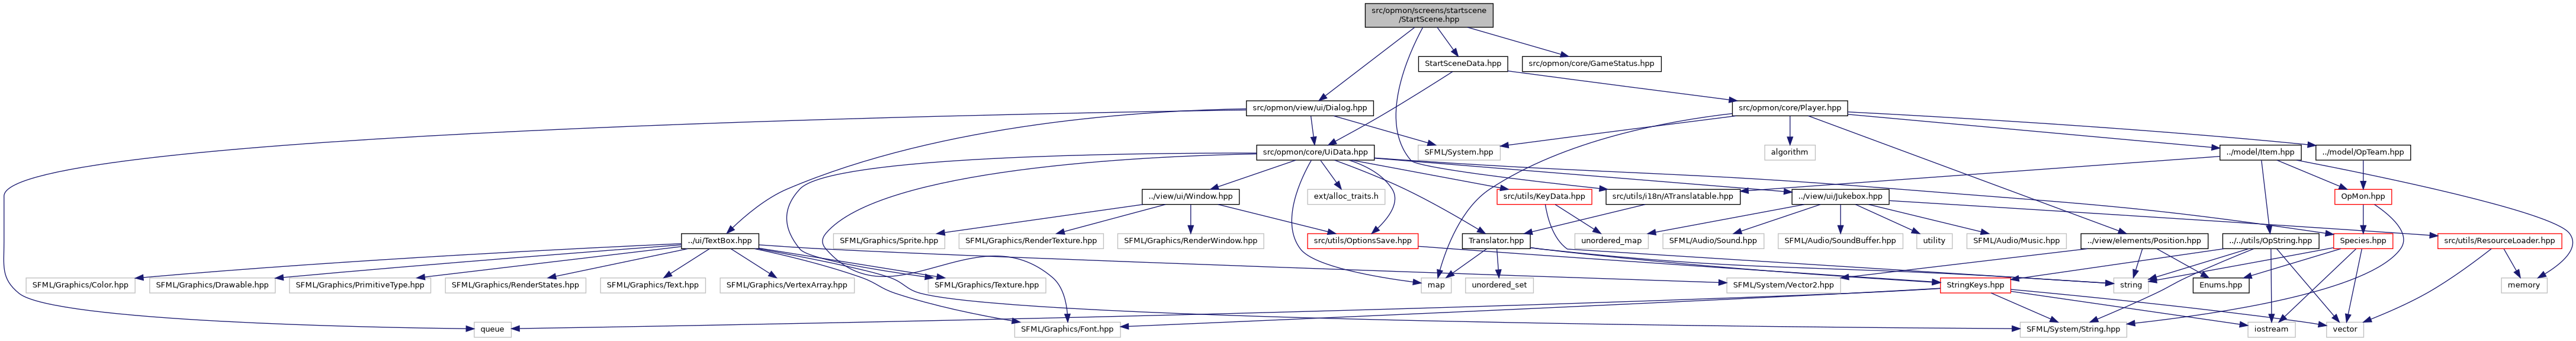 src/opmon/screens/startscene
/StartScene.hpp
StartSceneData.hpp
src/opmon/core/GameStatus.hpp
src/opmon/view/ui/Dialog.hpp
src/opmon/core/Player.hpp
src/opmon/core/UiData.hpp
SFML/System.hpp
algorithm
../model/Item.hpp
../model/OpTeam.hpp
../view/ui/Window.hpp
ext/alloc_traits.h
src/utils/KeyData.hpp
src/utils/i18n/ATranslatable.hpp
../view/ui/Jukebox.hpp
OpMon.hpp
../ui/TextBox.hpp
SFML/Graphics/Sprite.hpp
SFML/Graphics/RenderTexture.hpp
SFML/Graphics/RenderWindow.hpp
src/utils/OptionsSave.hpp
Translator.hpp
unordered_map
SFML/Audio/Sound.hpp
SFML/Audio/SoundBuffer.hpp
utility
SFML/Audio/Music.hpp
../view/elements/Position.hpp
../../utils/OpString.hpp
Species.hpp
src/utils/ResourceLoader.hpp
SFML/Graphics/Color.hpp
SFML/Graphics/Drawable.hpp
SFML/Graphics/PrimitiveType.hpp
SFML/Graphics/RenderStates.hpp
SFML/Graphics/Text.hpp
SFML/Graphics/VertexArray.hpp
SFML/Graphics/Texture.hpp
map
unordered_set
SFML/System/Vector2.hpp
StringKeys.hpp
string
Enums.hpp
memory
queue
SFML/Graphics/Font.hpp
SFML/System/String.hpp
iostream
vector